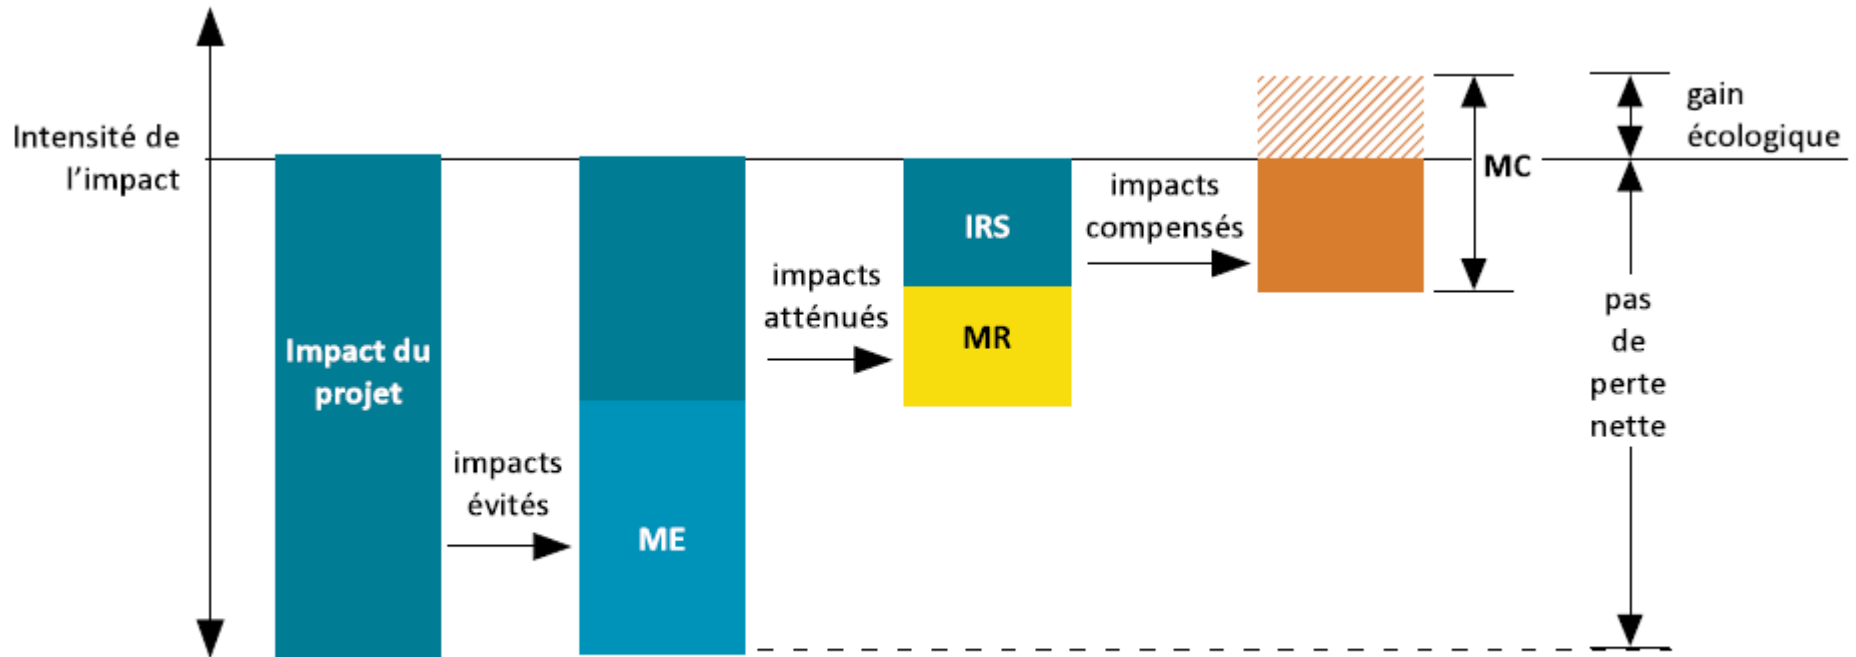 Intensité de
l'impact
Impact du
projet
impacts
évités
ME
impacts
atténués
IRS
MR
impacts
compensés
MC
gain
écologique
pas
de
perte
nette